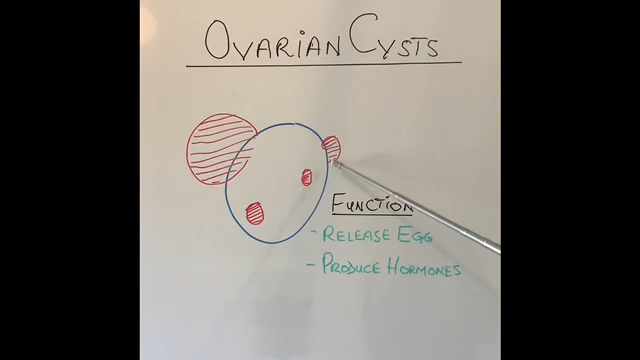 OVARIAN CYSTS
FUNCTION
- RELEASE EGG
- PRODUCE HORMONES